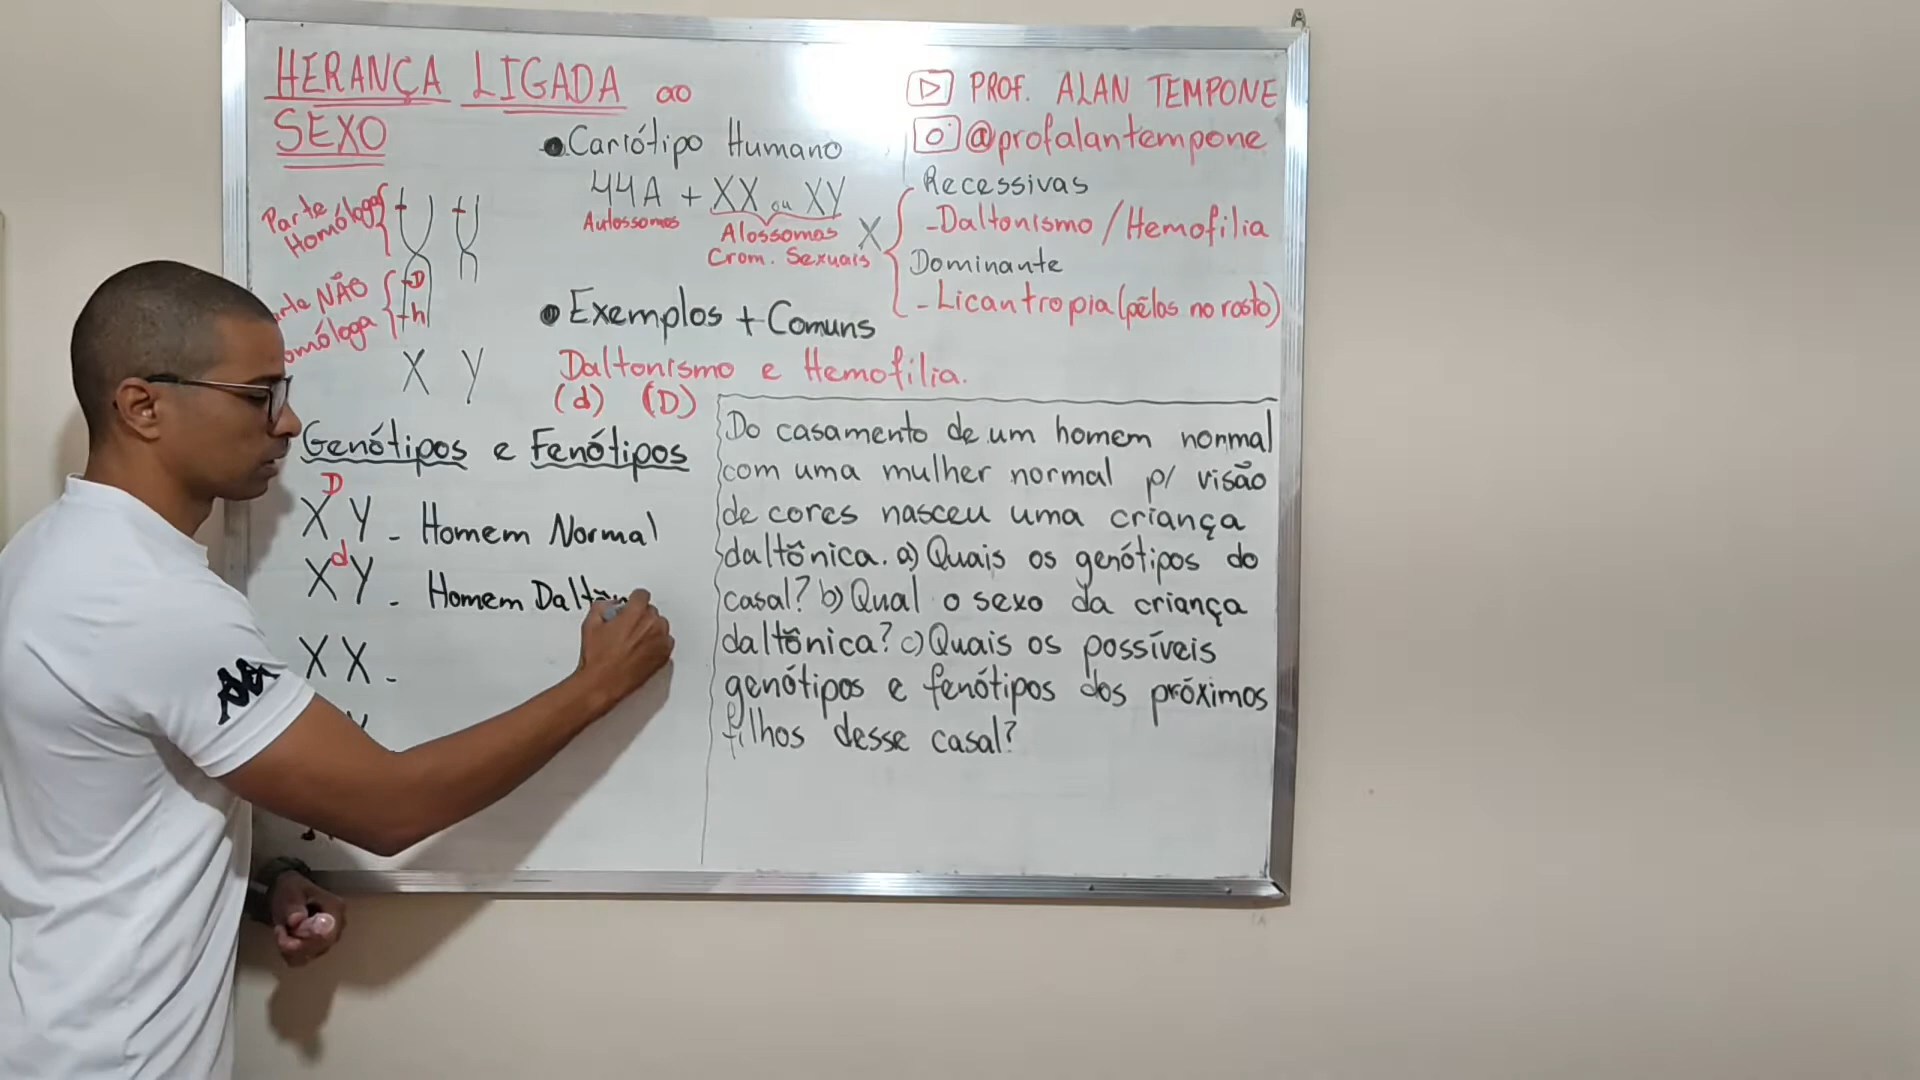 HERANÇA LIGADA ao
SEXO
PROF. ALAN TEMPONE
@profalantempone
Parte
Homóloga
NÃO
+D
+h
X Y
●Cariótipo Humano
44A + XX ou XY
Autossomos
Alossomos
Crom. Sexuais
X
Recessivas
-Daltonismo / Hemofilia
Dominante
-Licantropia (pêlos no rosto)
●Exemplos + Comuns
Daltonismo e Hemofilia.
(d) (D)
Genótipos e Fenótipos
X^D Y - Homem Normal
X^d Y - Homem
X X -
Do casamento de um homem normal
com uma mulher normal p/ visão
de cores nasceu uma criança
daltônica. a) Quais os genótipos do
casal? b) Qual o sexo da criança
daltônica? c) Quais os possíveis
genótipos e fenótipos dos próximos
filhos desse casal?